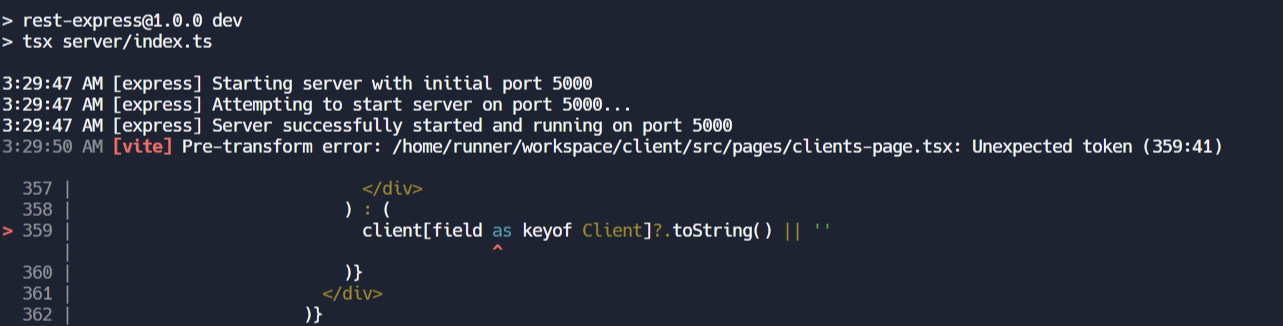 > rest-express@1.0.0 dev
> tsx server/index.ts
3:29:47 AM [express] Starting server with initial port 5000
3:29:47 AM [express] Attempting to start server on port 5000...
3:29:47 AM [express] Server successfully started and running on port 5000
3:29:50 AM [vite] Pre-transform error: /home/runner/workspace/client/src/pages/clients-page.tsx: Unexpected token (359:41)
  357 |                             </div>
  358 |                           ) : (
> 359 |                             client[field as keyof Client]?.toString() || ''
      |                                          ^
  360 |                           )}
  361 |                         </div>
  362 |                       )}